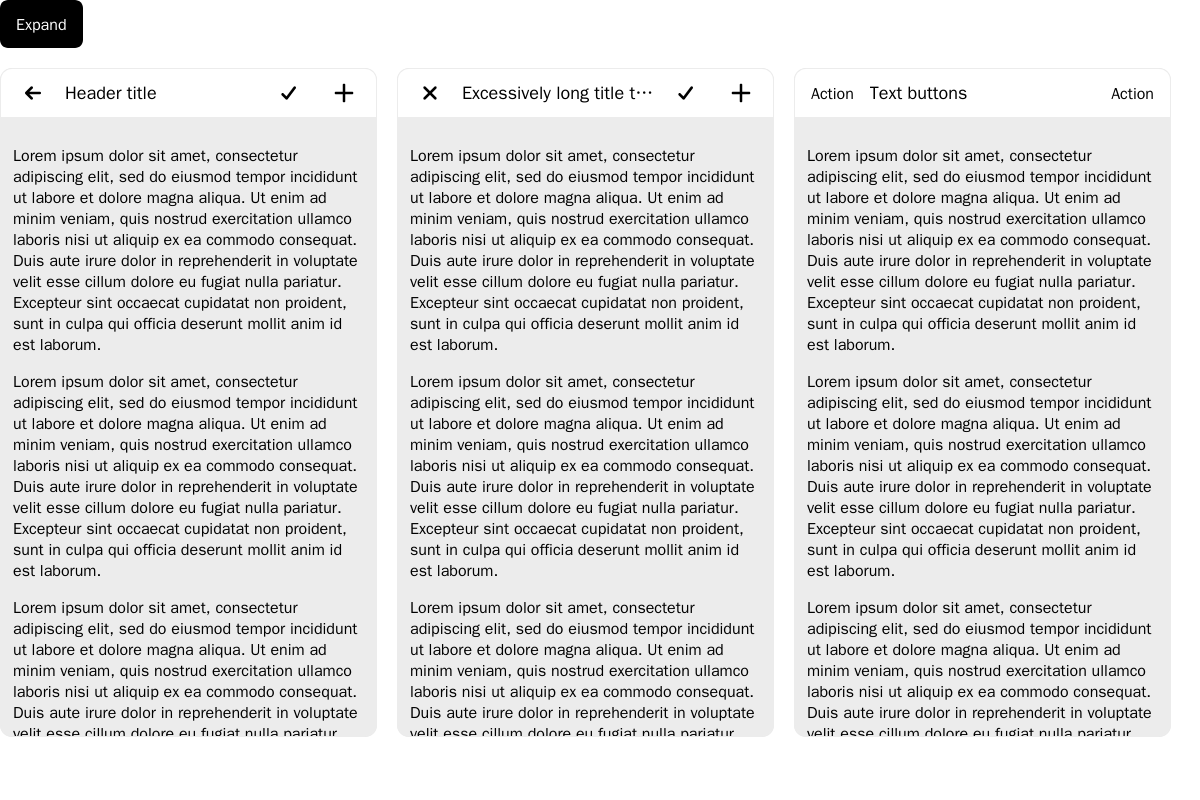 Expand
Header title
Lorem ipsum dolor sit amet, consectetur
adipiscing elit, sed do eiusmod tempor incididunt
ut labore et dolore magna aliqua. Ut enim ad
minim veniam, quis nostrud exercitation ullamco
laboris nisi ut aliquip ex ea commodo consequat.
Duis aute irure dolor in reprehenderit in voluptate
velit esse cillum dolore eu fugiat nulla pariatur.
Excepteur sint occaecat cupidatat non proident,
sunt in culpa qui officia deserunt mollit anim id
est laborum.
Lorem ipsum dolor sit amet, consectetur
adipiscing elit, sed do eiusmod tempor incididunt
ut labore et dolore magna aliqua. Ut enim ad
minim veniam, quis nostrud exercitation ullamco
laboris nisi ut aliquip ex ea commodo consequat.
Duis aute irure dolor in reprehenderit in voluptate
velit esse cillum dolore eu fugiat nulla pariatur.
Excepteur sint occaecat cupidatat non proident,
sunt in culpa qui officia deserunt mollit anim id
est laborum.
Lorem ipsum dolor sit amet, consectetur
adipiscing elit, sed do eiusmod tempor incididunt
ut labore et dolore magna aliqua. Ut enim ad
minim veniam, quis nostrud exercitation ullamco
laboris nisi ut aliquip ex ea commodo consequat.
Duis aute irure dolor in reprehenderit in voluptate
velit esse cillum dolore eu fugiat nulla pariatur.
Excessively long title t…
Lorem ipsum dolor sit amet, consectetur
adipiscing elit, sed do eiusmod tempor incididunt
ut labore et dolore magna aliqua. Ut enim ad
minim veniam, quis nostrud exercitation ullamco
laboris nisi ut aliquip ex ea commodo consequat.
Duis aute irure dolor in reprehenderit in voluptate
velit esse cillum dolore eu fugiat nulla pariatur.
Excepteur sint occaecat cupidatat non proident,
sunt in culpa qui officia deserunt mollit anim id
est laborum.
Lorem ipsum dolor sit amet, consectetur
adipiscing elit, sed do eiusmod tempor incididunt
ut labore et dolore magna aliqua. Ut enim ad
minim veniam, quis nostrud exercitation ullamco
laboris nisi ut aliquip ex ea commodo consequat.
Duis aute irure dolor in reprehenderit in voluptate
velit esse cillum dolore eu fugiat nulla pariatur.
Excepteur sint occaecat cupidatat non proident,
sunt in culpa qui officia deserunt mollit anim id
est laborum.
Lorem ipsum dolor sit amet, consectetur
adipiscing elit, sed do eiusmod tempor incididunt
ut labore et dolore magna aliqua. Ut enim ad
minim veniam, quis nostrud exercitation ullamco
laboris nisi ut aliquip ex ea commodo consequat.
Duis aute irure dolor in reprehenderit in voluptate
velit esse cillum dolore eu fugiat nulla pariatur.
Action Text buttons Action
Lorem ipsum dolor sit amet, consectetur
adipiscing elit, sed do eiusmod tempor incididunt
ut labore et dolore magna aliqua. Ut enim ad
minim veniam, quis nostrud exercitation ullamco
laboris nisi ut aliquip ex ea commodo consequat.
Duis aute irure dolor in reprehenderit in voluptate
velit esse cillum dolore eu fugiat nulla pariatur.
Excepteur sint occaecat cupidatat non proident,
sunt in culpa qui officia deserunt mollit anim id
est laborum.
Lorem ipsum dolor sit amet, consectetur
adipiscing elit, sed do eiusmod tempor incididunt
ut labore et dolore magna aliqua. Ut enim ad
minim veniam, quis nostrud exercitation ullamco
laboris nisi ut aliquip ex ea commodo consequat.
Duis aute irure dolor in reprehenderit in voluptate
velit esse cillum dolore eu fugiat nulla pariatur.
Excepteur sint occaecat cupidatat non proident,
sunt in culpa qui officia deserunt mollit anim id
est laborum.
Lorem ipsum dolor sit amet, consectetur
adipiscing elit, sed do eiusmod tempor incididunt
ut labore et dolore magna aliqua. Ut enim ad
minim veniam, quis nostrud exercitation ullamco
laboris nisi ut aliquip ex ea commodo consequat.
Duis aute irure dolor in reprehenderit in voluptate
velit esse cillum dolore eu fugiat nulla pariatur.